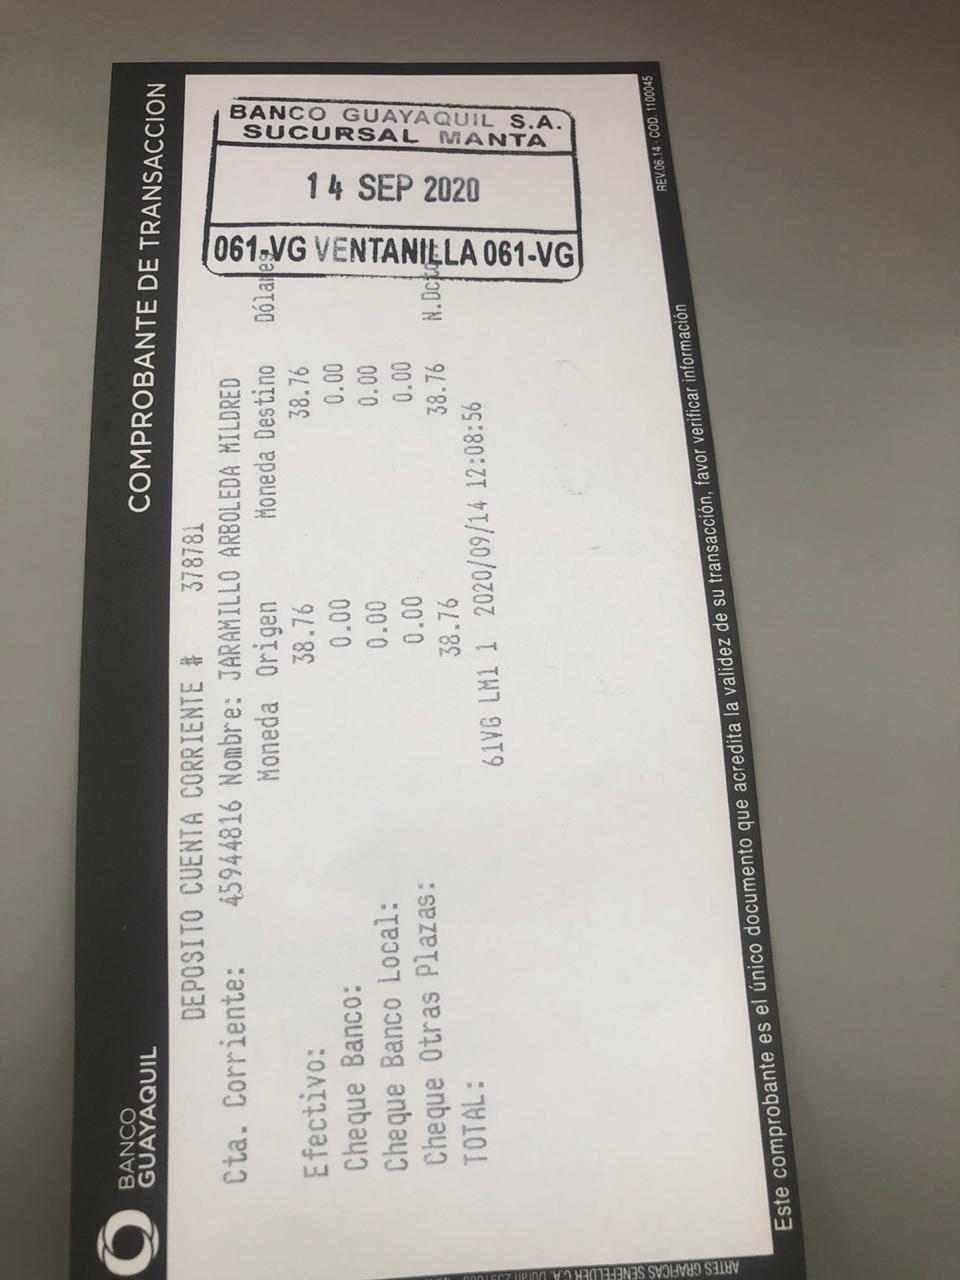 BANCO
GUAYAQUIL
COMPROBANTE DE TRANSACCION
DEPOSITO CUENTA CORRIENTE # 378781
Cta. Corriente: 45944816 Nombre: JARAMILLO ARBOLEDA MILDRED
Moneda Origen Moneda Destino Dólares
Efectivo: 38.76 38.76
Cheque Banco: 0.00 0.00
Cheque Banco Local: 0.00 0.00
Cheque Otras Plazas: 0.00 0.00
TOTAL: 38.76 38.76 N.Dcto
61VG LM1 1 2020/09/14 12:08:56
BANCO GUAYAQUIL S.A.
SUCURSAL MANTA
14 SEP 2020
061-VG VENTANILLA 061-VG
REV.06.14 - COD. 1100045
Este comprobante es el único documento que acredita la validez de su transacción, favor verificar información
ARTES GRAFICAS SENEFELDER C.A.